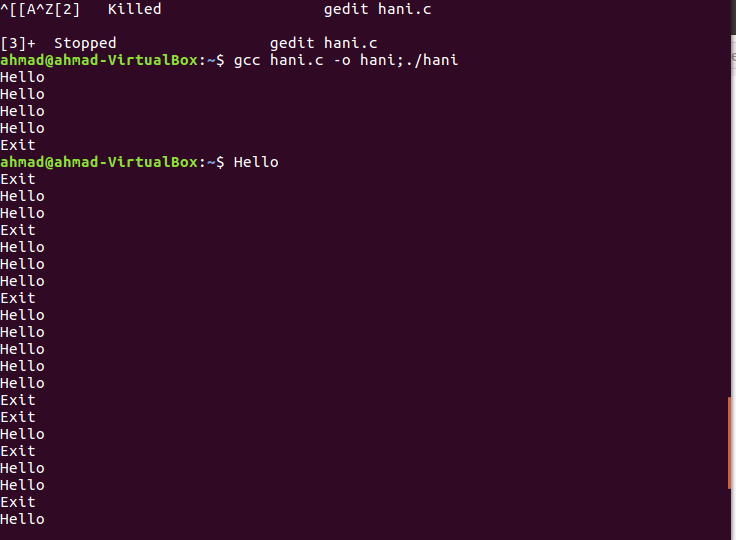 ^[[A^Z[2]   Killed                  gedit hani.c

[3]+  Stopped                 gedit hani.c
ahmad@ahmad-VirtualBox:~$ gcc hani.c -o hani;./hani
Hello
Hello
Hello
Hello
Exit
ahmad@ahmad-VirtualBox:~$ Hello
Exit
Hello
Hello
Exit
Hello
Hello
Hello
Exit
Hello
Hello
Hello
Hello
Hello
Exit
Exit
Hello
Exit
Hello
Hello
Exit
Hello